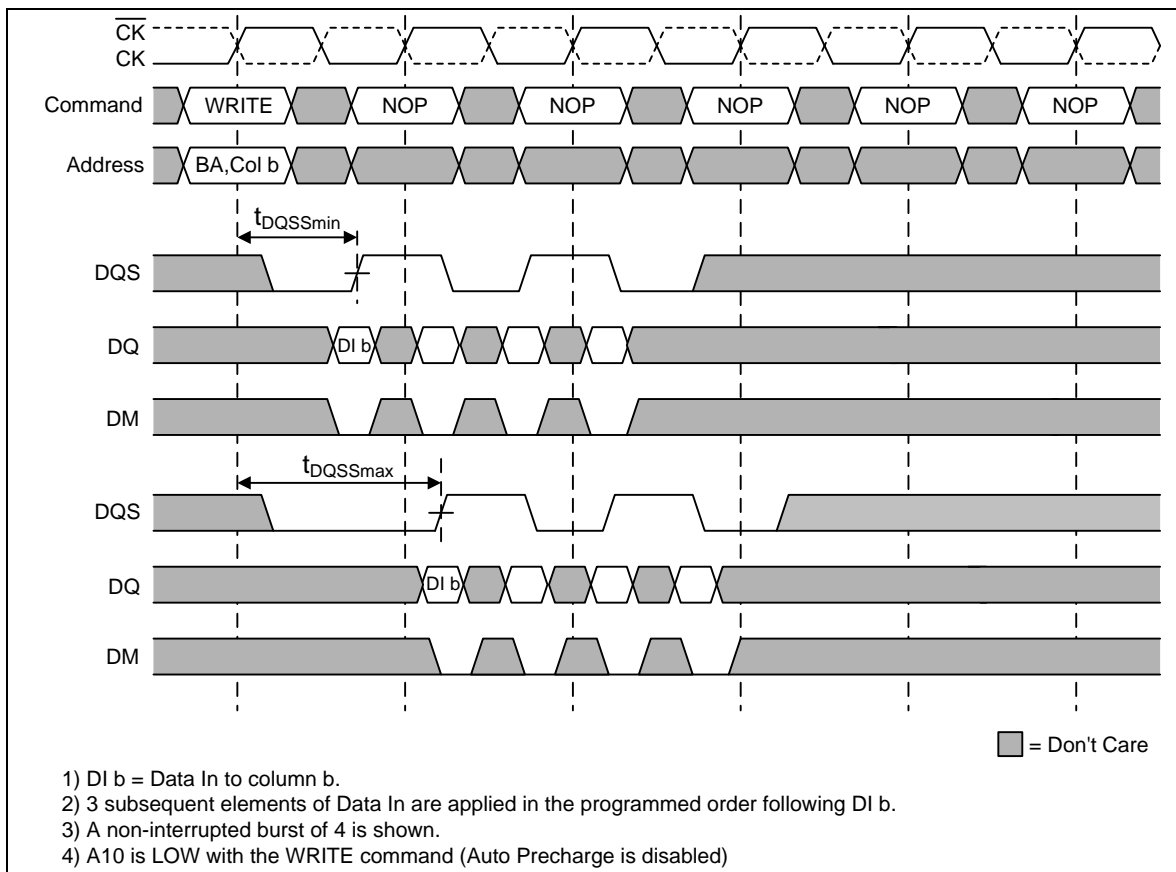 CK
CK
Command WRITE NOP NOP NOP NOP NOP
Address BA,Col b
tDQSSmin
DQS
DQ DI b
DM
tDQSSmax
DQS
DQ DI b
DM
= Don't Care
1) DI b = Data In to column b.
2) 3 subsequent elements of Data In are applied in the programmed order following DI b.
3) A non-interrupted burst of 4 is shown.
4) A10 is LOW with the WRITE command (Auto Precharge is disabled)